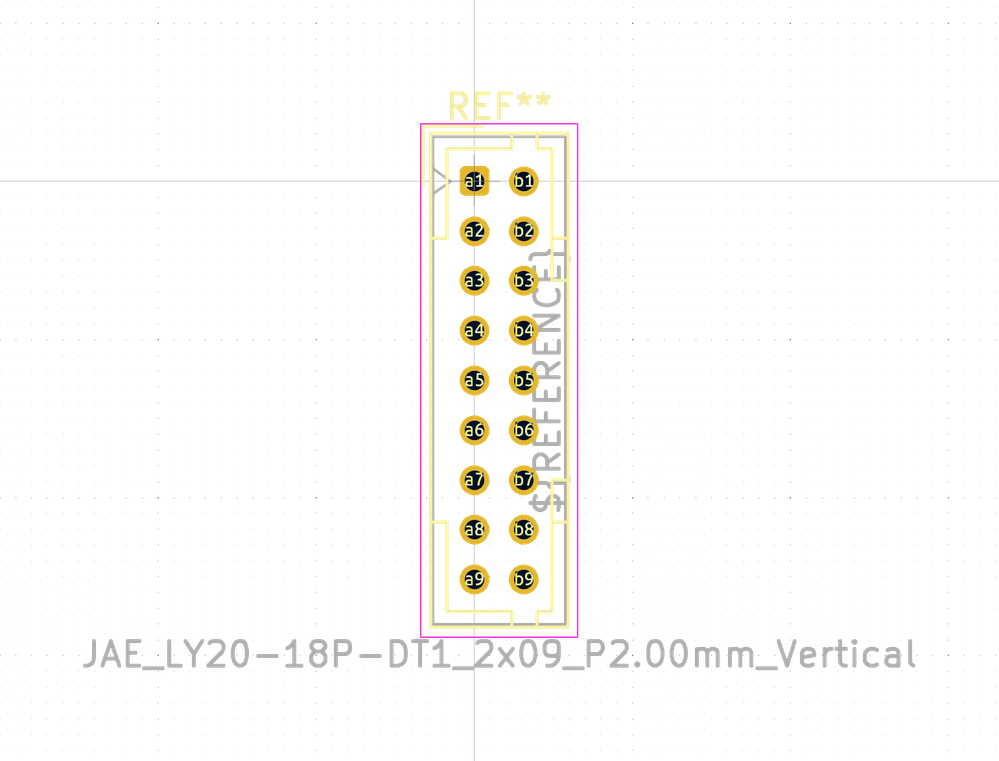 REF**
a1 b1
a2 b2
a3 b3
a4 b4
a5 b5
a6 b6
a7 b7
a8 b8
a9 b9
${REFERENCE}
JAE_LY20-18P-DT1_2x09_P2.00mm_Vertical